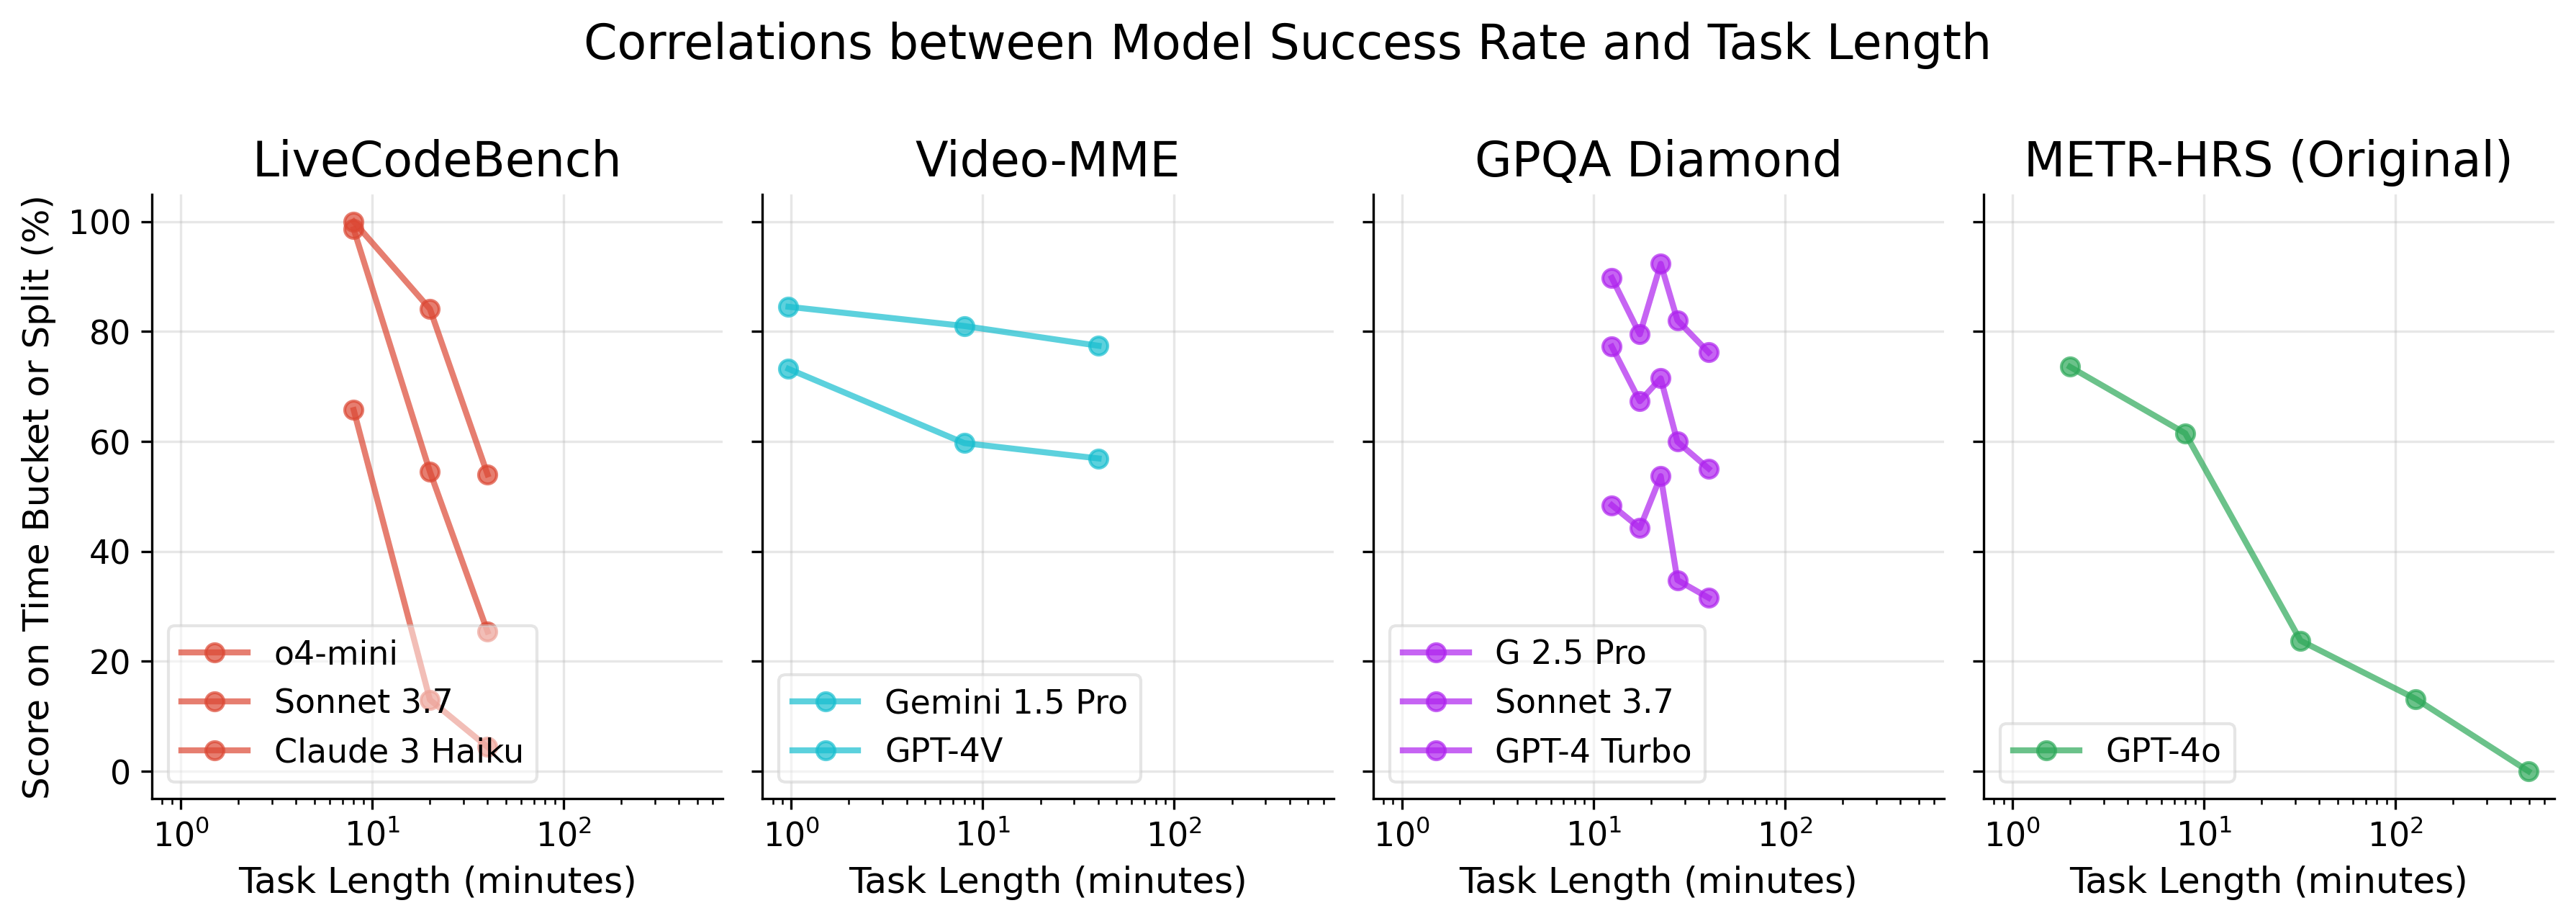 Correlations between Model Success Rate and Task Length
LiveCodeBench
Score on Time Bucket or Split (%)
100
80
60
40
20
0
o4-mini
Sonnet 3.7
Claude 3 Haiku
10⁰ 10¹ 10²
Task Length (minutes)
Video-MME
Gemini 1.5 Pro
GPT-4V
10⁰ 10¹ 10²
Task Length (minutes)
GPQA Diamond
G 2.5 Pro
Sonnet 3.7
GPT-4 Turbo
10⁰ 10¹ 10²
Task Length (minutes)
METR-HRS (Original)
GPT-4o
10⁰ 10¹ 10²
Task Length (minutes)